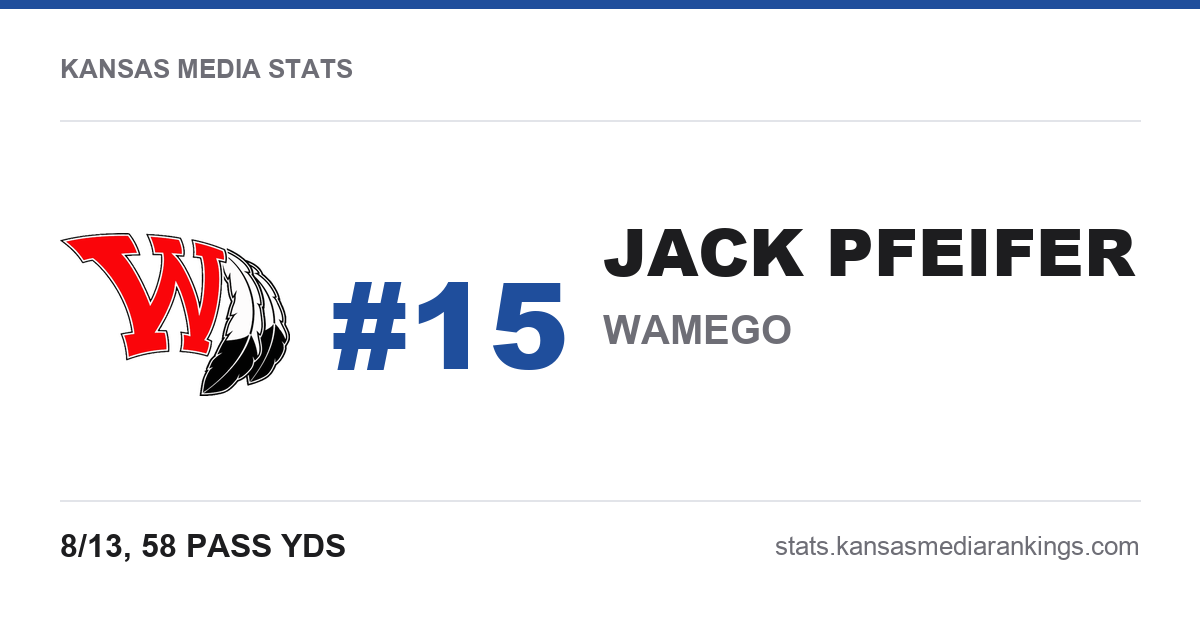 KANSAS MEDIA STATS
W
#15
JACK PFEIFER
WAMEGO
8/13, 58 PASS YDS
stats.kansasmediarankings.com